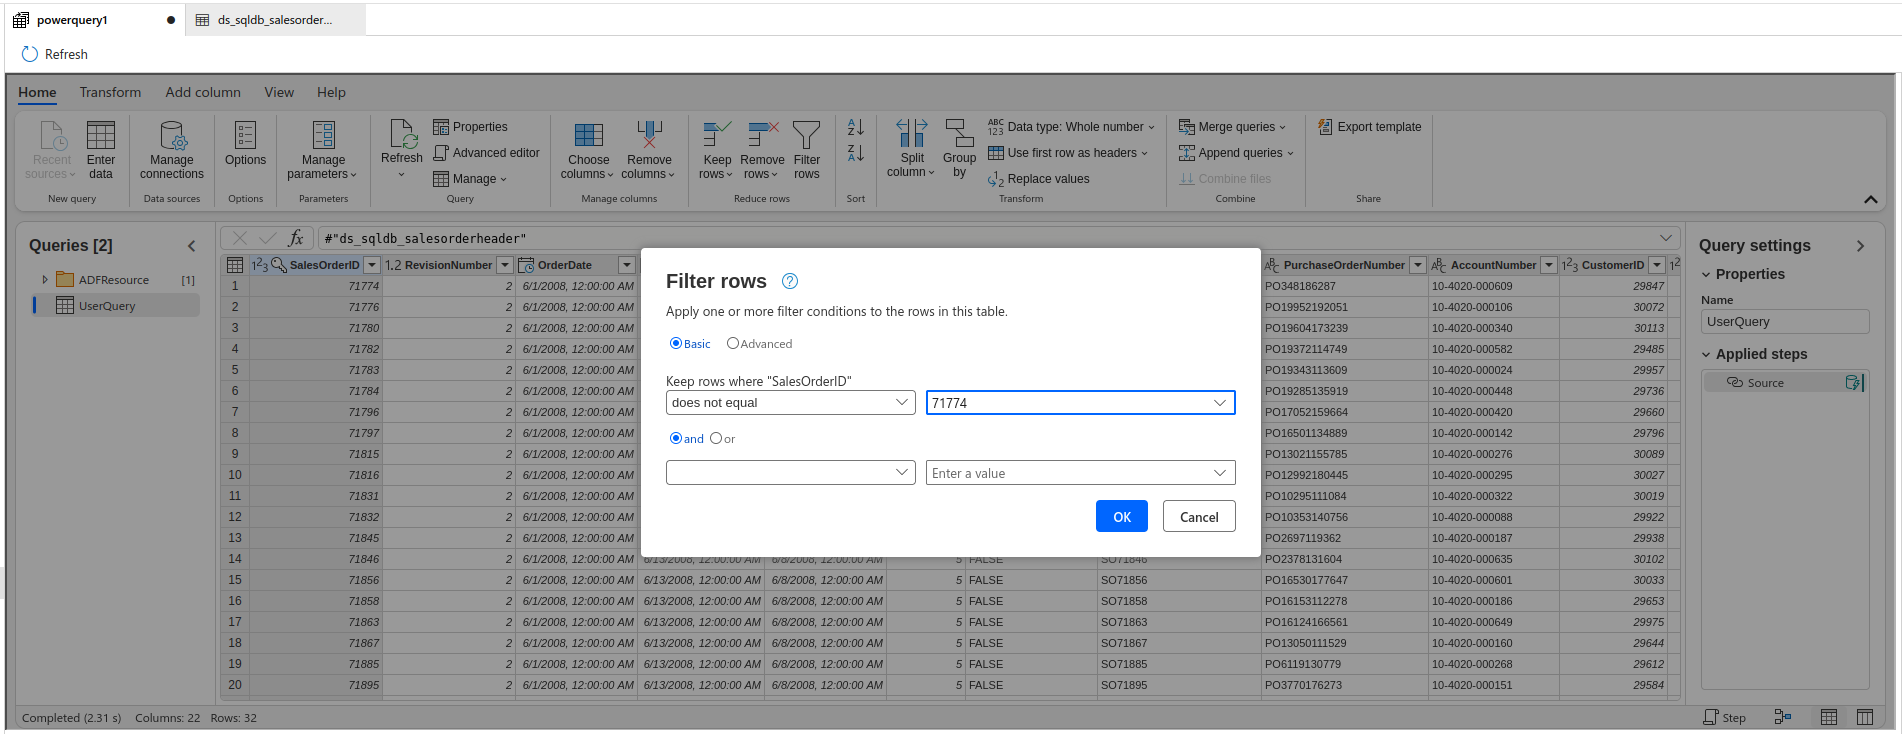 powerquery1
ds_sqldb_salesorder...
Refresh
Home Transform Add column View Help
Recent sources
Enter data
New query
Manage connections
Data sources
Options
Options
Manage parameters
Parameters
Refresh
Properties
Advanced editor
Manage
Query
Choose columns
Remove columns
Manage columns
Keep rows
Remove rows
Filter rows
Reduce rows
Sort
Split column
Group by
Data type: Whole number
Use first row as headers
Replace values
Transform
Merge queries
Append queries
Combine files
Combine
Export template
Share
Queries [2]
ADFResource [1]
UserQuery
fx #"ds_sqldb_salesorderheader"
SalesOrderID 1.2 RevisionNumber OrderDate PurchaseOrderNumber AccountNumber CustomerID
1 71774 2 6/1/2008, 12:00:00 AM PO348186287 10-4020-000609 29847
2 71776 2 6/1/2008, 12:00:00 AM PO19952192051 10-4020-000106 30072
3 71780 2 6/1/2008, 12:00:00 AM PO19604173239 10-4020-000340 30113
4 71782 2 6/1/2008, 12:00:00 AM PO19372114749 10-4020-000582 29485
5 71783 2 6/1/2008, 12:00:00 AM PO19343113609 10-4020-000024 29957
6 71784 2 6/1/2008, 12:00:00 AM PO19285135919 10-4020-000448 29736
7 71796 2 6/1/2008, 12:00:00 AM PO17052159664 10-4020-000420 29660
8 71797 2 6/1/2008, 12:00:00 AM PO16501134889 10-4020-000142 29796
9 71815 2 6/1/2008, 12:00:00 AM PO13021155785 10-4020-000276 30089
10 71816 2 6/1/2008, 12:00:00 AM PO12992180445 10-4020-000295 30027
11 71831 2 6/1/2008, 12:00:00 AM PO10295111084 10-4020-000322 30019
12 71832 2 6/1/2008, 12:00:00 AM PO10353140756 10-4020-000088 29922
13 71845 2 6/1/2008, 12:00:00 AM PO2697119362 10-4020-000187 29938
14 71846 2 6/1/2008, 12:00:00 AM 6/13/2008, 12:00:00 AM 6/8/2008, 12:00:00 AM 5 FALSE SO71846 PO2378131604 10-4020-000635 30102
15 71856 2 6/1/2008, 12:00:00 AM 6/13/2008, 12:00:00 AM 6/8/2008, 12:00:00 AM 5 FALSE SO71856 PO16530177647 10-4020-000601 30033
16 71858 2 6/1/2008, 12:00:00 AM 6/13/2008, 12:00:00 AM 6/8/2008, 12:00:00 AM 5 FALSE SO71858 PO16153112278 10-4020-000186 29653
17 71863 2 6/1/2008, 12:00:00 AM 6/13/2008, 12:00:00 AM 6/8/2008, 12:00:00 AM 5 FALSE SO71863 PO16124166561 10-4020-000649 29975
18 71867 2 6/1/2008, 12:00:00 AM 6/13/2008, 12:00:00 AM 6/8/2008, 12:00:00 AM 5 FALSE SO71867 PO13050111529 10-4020-000160 29644
19 71885 2 6/1/2008, 12:00:00 AM 6/13/2008, 12:00:00 AM 6/8/2008, 12:00:00 AM 5 FALSE SO71885 PO6119130779 10-4020-000268 29612
20 71895 2 6/1/2008, 12:00:00 AM 6/13/2008, 12:00:00 AM 6/8/2008, 12:00:00 AM 5 FALSE SO71895 PO3770176273 10-4020-000151 29584
Filter rows
Apply one or more filter conditions to the rows in this table.
Basic Advanced
Keep rows where "SalesOrderID"
does not equal 71774
and or
Enter a value
OK Cancel
Query settings
Properties
Name
UserQuery
Applied steps
Source
Completed (2.31 s) Columns: 22 Rows: 32
Step